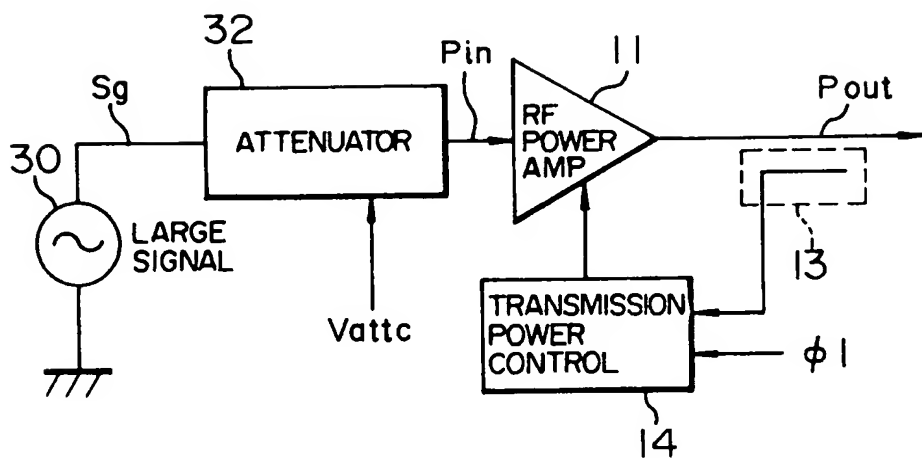 32
Pin
11
Pout
Sg
ATTENUATOR
RF
POWER
AMP
30
LARGE
SIGNAL
13
Vattc
TRANSMISSION
POWER
CONTROL
φ1
14